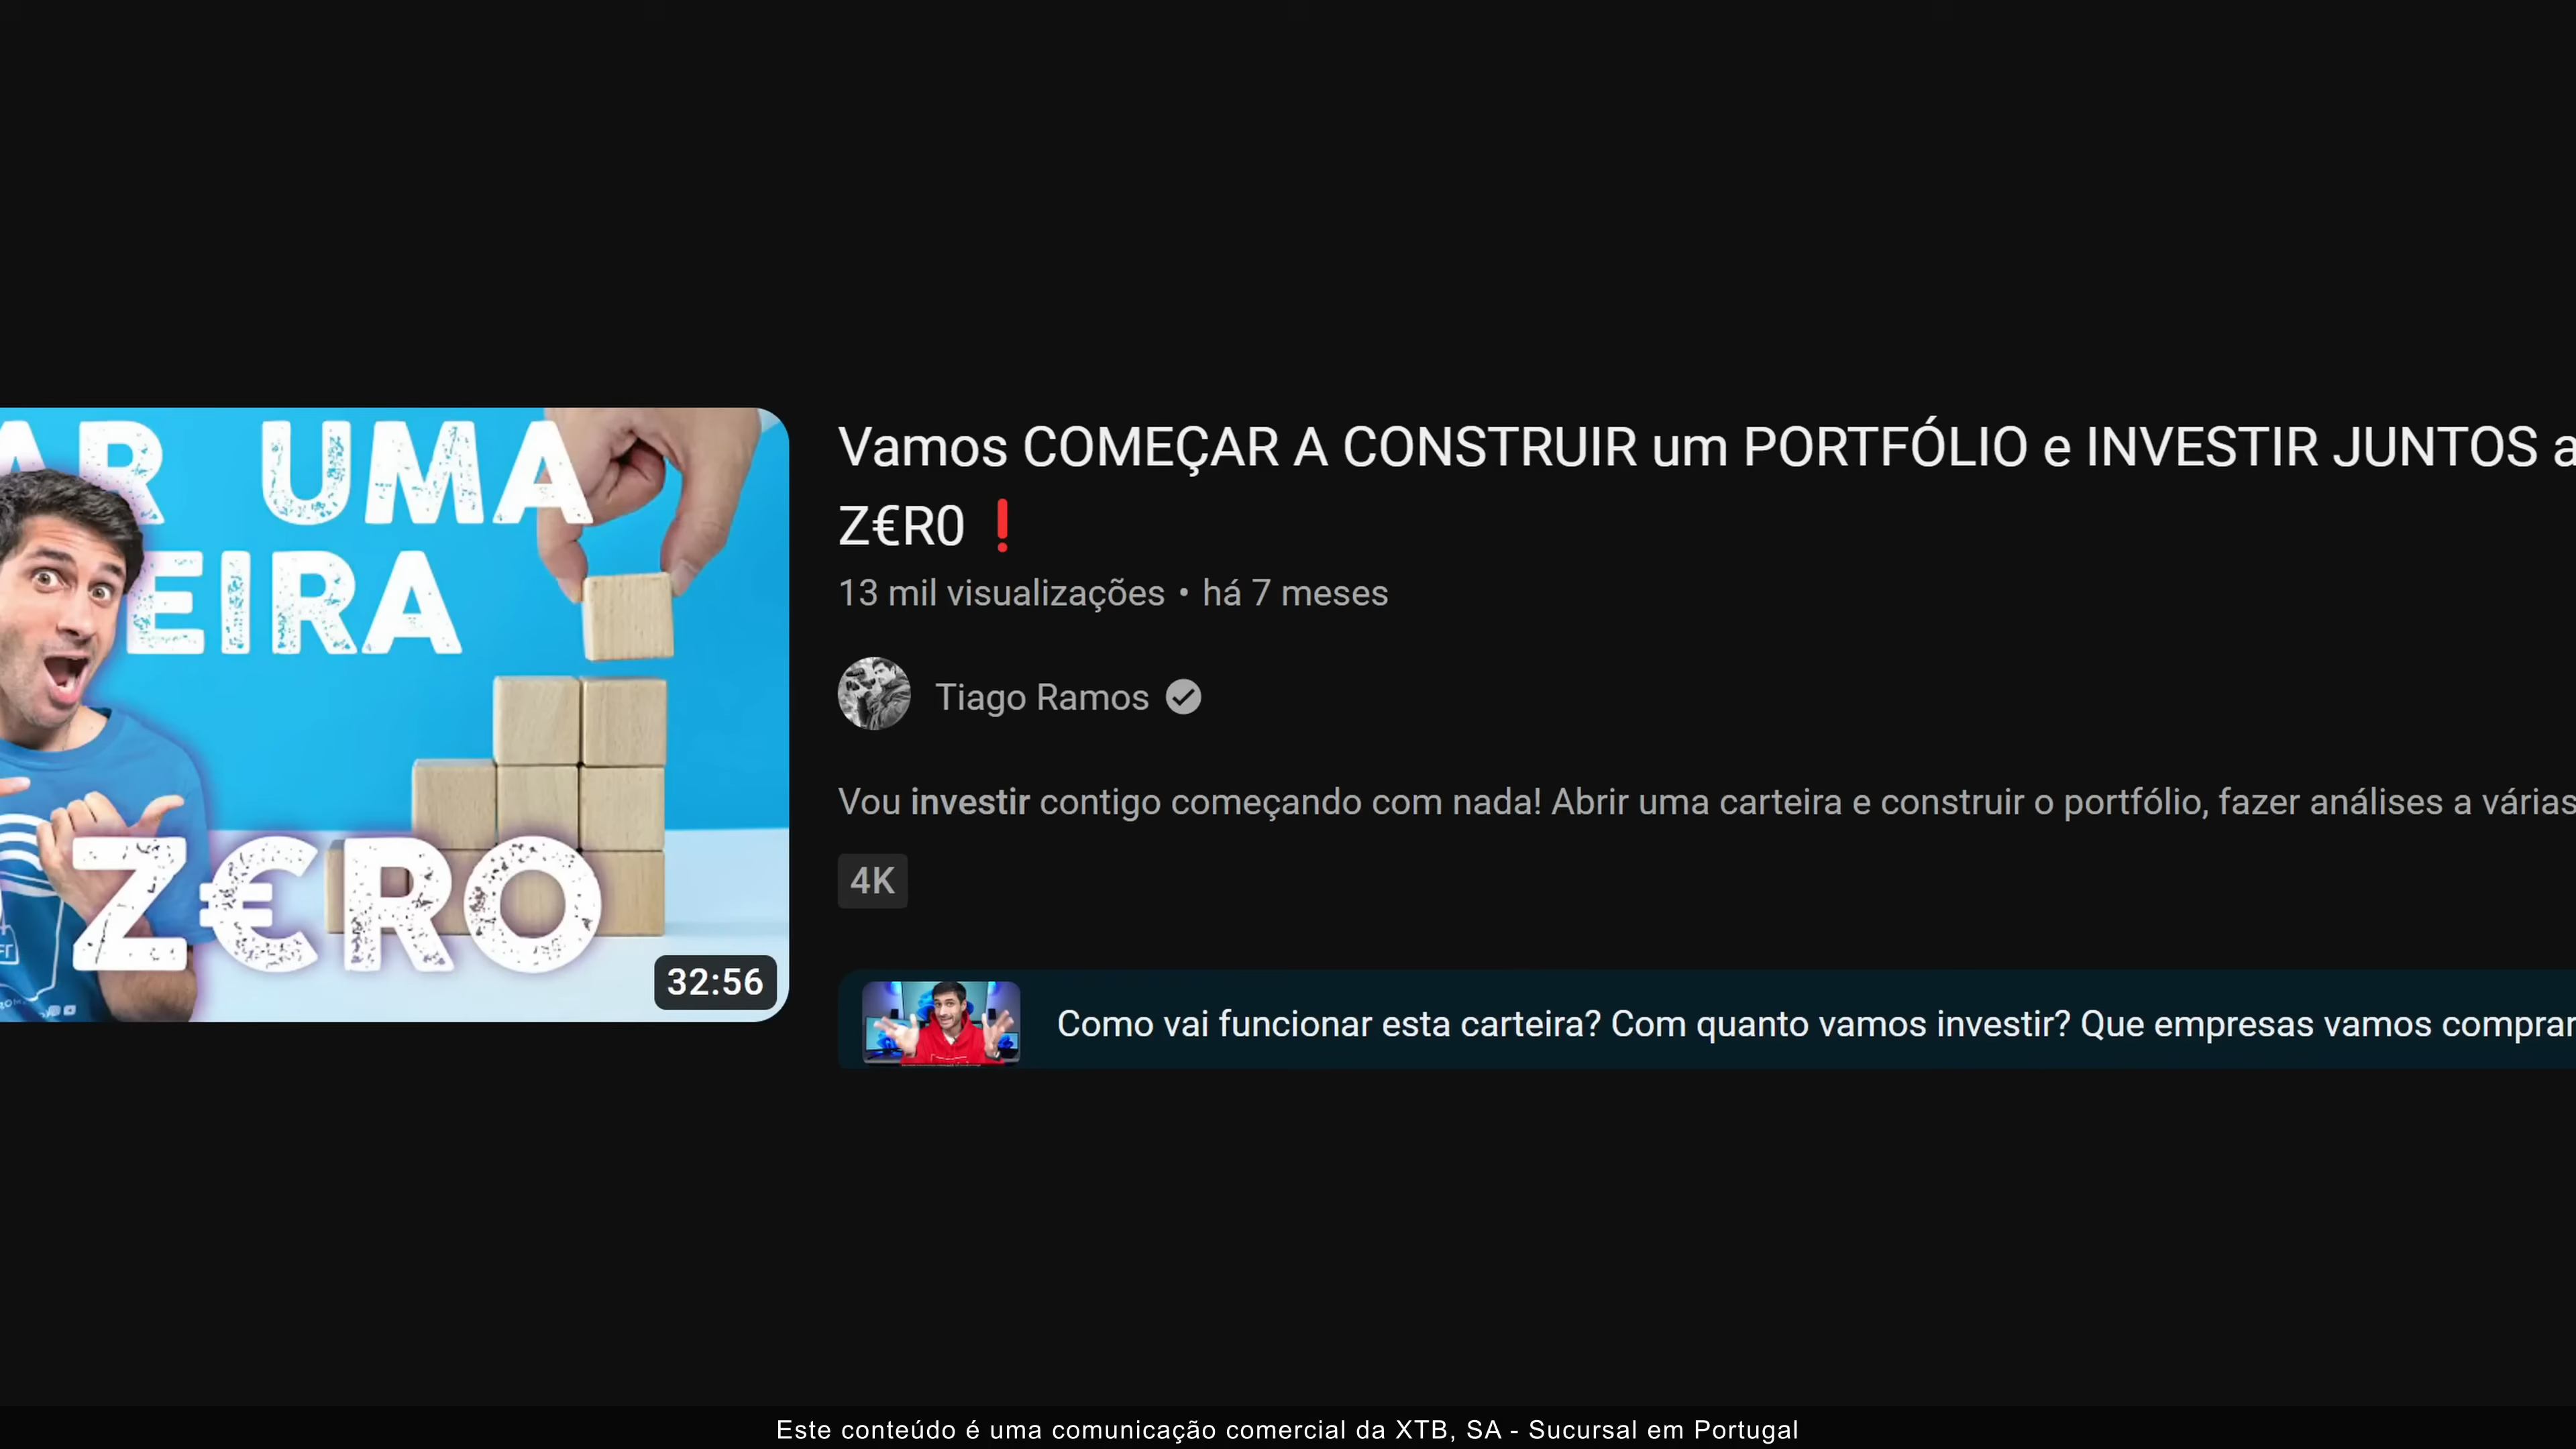 AR UMA
EIRA
Z€RO
32:56
Vamos COMEÇAR A CONSTRUIR um PORTFÓLIO e INVESTIR JUNTOS a
Z€R0❗
13 mil visualizações • há 7 meses
Tiago Ramos
Vou investir contigo começando com nada! Abrir uma carteira e construir o portfólio, fazer análises a várias
4K
Como vai funcionar esta carteira? Com quanto vamos investir? Que empresas vamos comprar
Este conteúdo é uma comunicação comercial da XTB, SA - Sucursal em Portugal